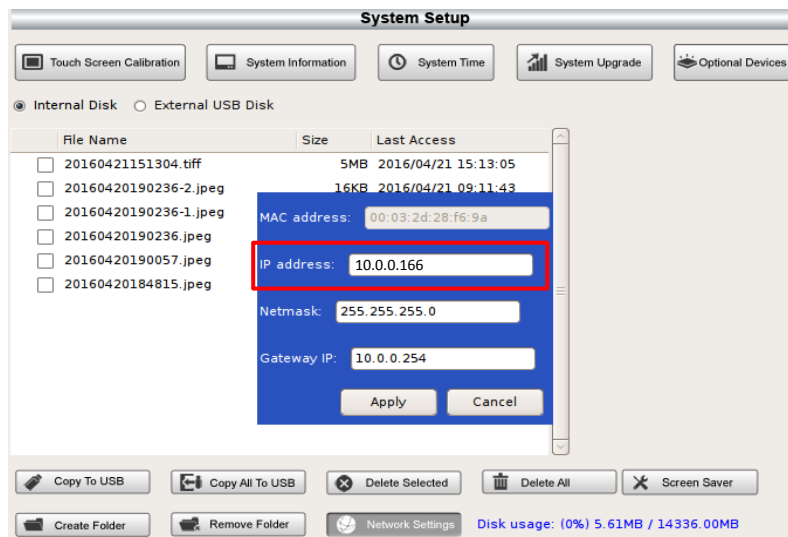 System Setup
Touch Screen Calibration System Information System Time System Upgrade Optional Devices
Internal Disk External USB Disk
File Name Size Last Access
20160421151304.tiff 5MB 2016/04/21 15:13:05
20160420190236-2.jpeg 16KB 2016/04/21 09:11:43
20160420190236-1.jpeg
20160420190236.jpeg
20160420190057.jpeg
20160420184815.jpeg
MAC address: 00:03:2d:28:f6:9a
IP address: 10.0.0.166
Netmask: 255.255.255.0
Gateway IP: 10.0.0.254
Apply Cancel
Copy To USB Copy All To USB Delete Selected Delete All Screen Saver
Create Folder Remove Folder Network Settings Disk usage: (0%) 5.61MB / 14336.00MB